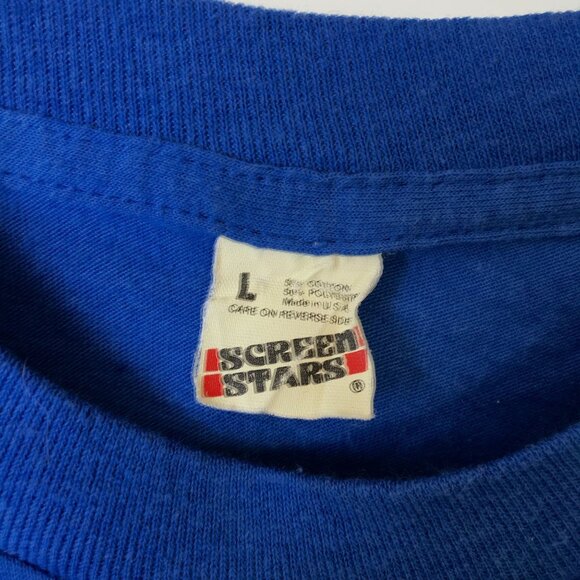 L
50% COTTON
50% POLYESTER
Made in U.S.A.
CARE ON REVERSE SIDE
SCREEN
STARS ®